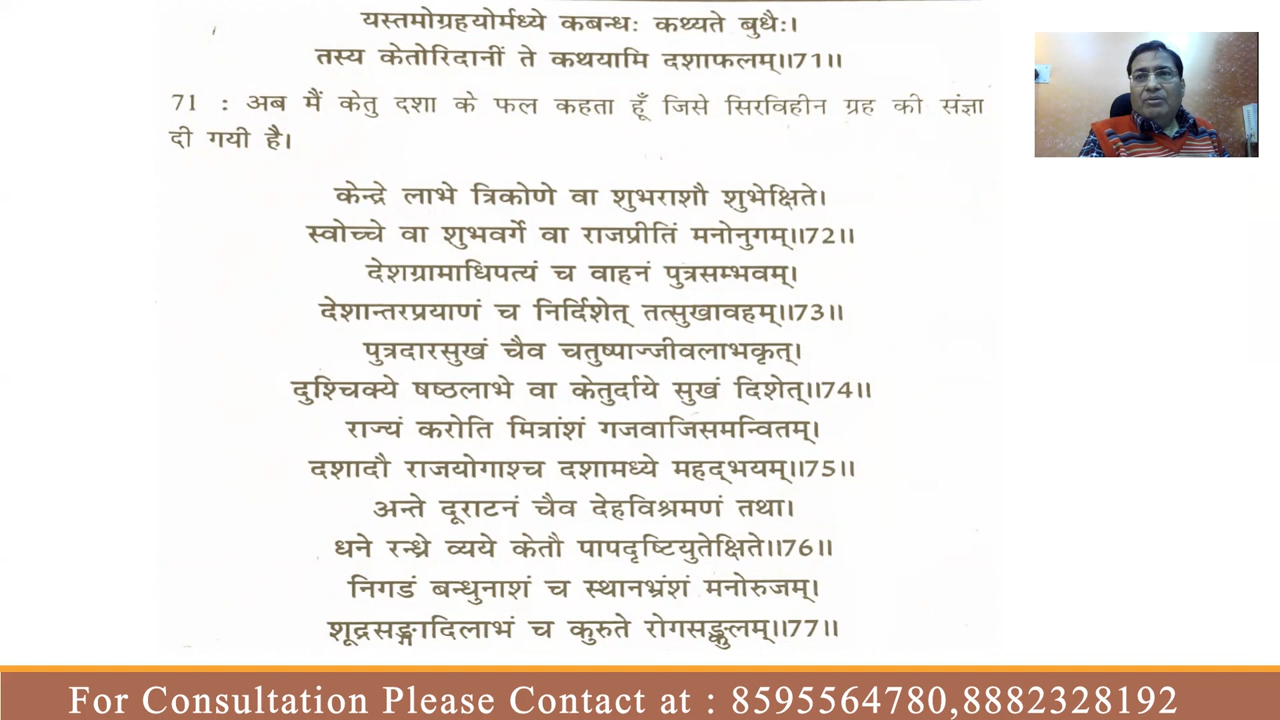 यस्तमोग्रहयोर्मध्ये कबन्धः कथ्यते बुधैः।
तस्य केतोरिदानीं ते कथयामि दशाफलम्॥71॥
71 : अब मैं केतु दशा के फल कहता हूँ जिसे सिरविहीन ग्रह की संज्ञा
दी गयी है।
केन्द्रे लाभे त्रिकोणे वा शुभराशौ शुभेक्षिते।
स्वोच्चे वा शुभवर्गे वा राजप्रीतिं मनोनुगम्॥72॥
देशग्रामाधिपत्यं च वाहनं पुत्रसम्भवम्।
देशान्तरप्रयाणं च निर्दिशेत् तत्सुखावहम्॥73॥
पुत्रदारसुखं चैव चतुष्पाज्जीवलाभकृत्।
दुश्चिक्ये षष्ठलाभे वा केतुर्दाये सुखं दिशेत्॥74॥
राज्यं करोति मित्रांशं गजवाजिसमन्वितम्।
दशादौ राजयोगाश्च दशामध्ये महद्भयम्॥75॥
अन्ते दूराटनं चैव देहविश्रमणं तथा।
धने रन्ध्रे व्यये केतौ पापदृष्टियुतेक्षिते॥76॥
निगडं बन्धुनाशं च स्थानभ्रंशं मनोरुजम्।
शूद्रसङ्गादिलाभं च कुरुते रोगसङ्कुलम्॥77॥
For Consultation Please Contact at : 8595564780,8882328192